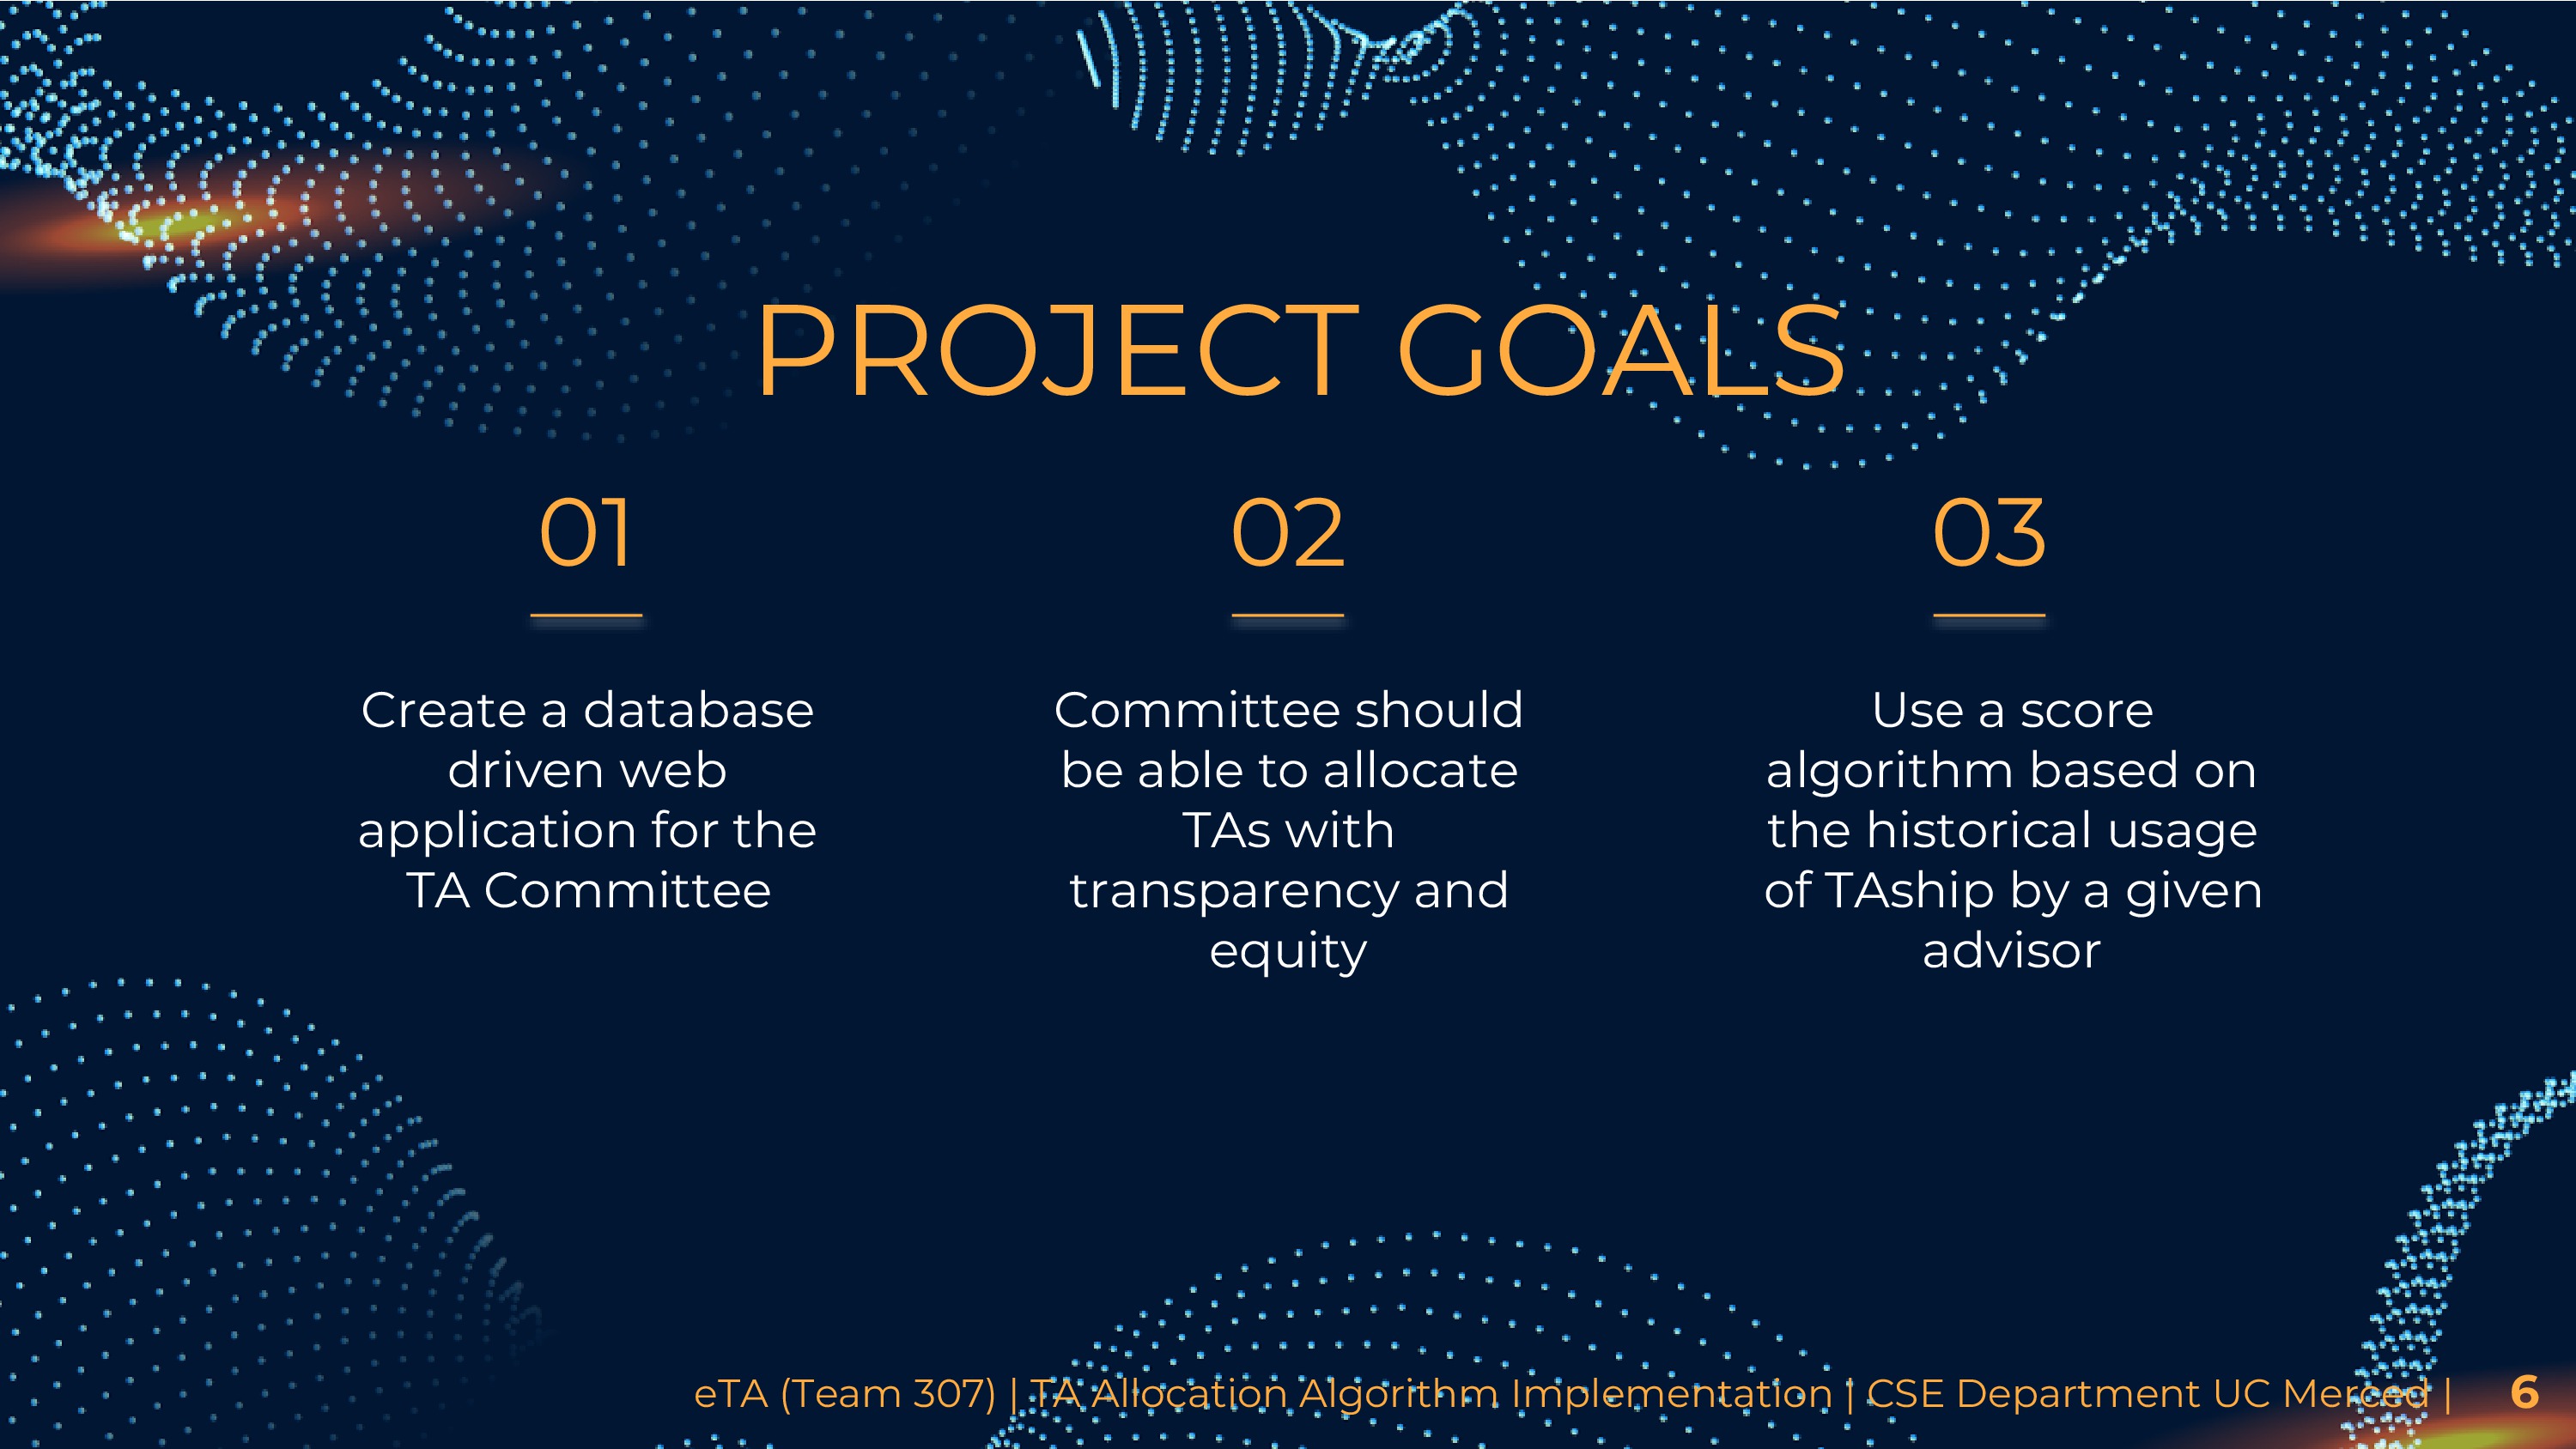 PROJECT GOALS
01
Create a database
driven web
application for the
TA Committee
02
Committee should
be able to allocate
TAs with
transparency and
equity
03
Use a score
algorithm based on
the historical usage
of TAship by a given
advisor
eTA (Team 307) | TA Allocation Algorithm Implementation | CSE Department UC Merced | 6